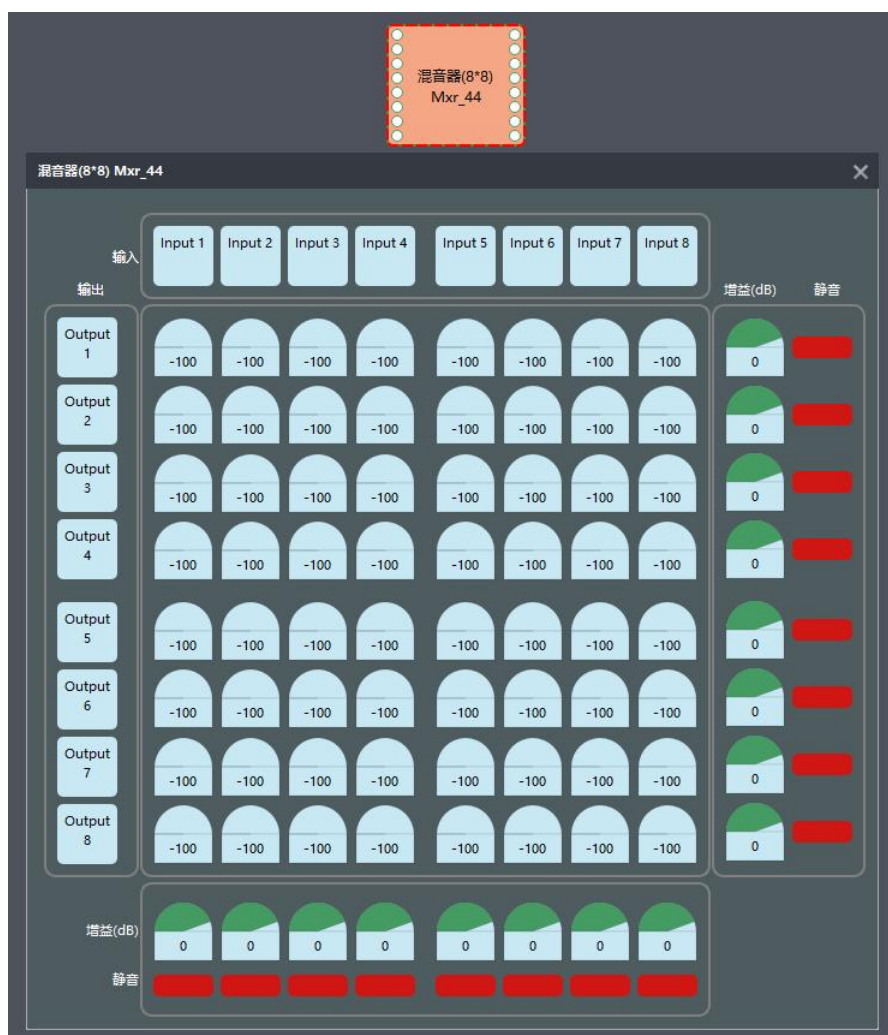 混音器(8*8)
Mxr_44
混音器(8*8) Mxr_44
输入
Input 1 Input 2 Input 3 Input 4 Input 5 Input 6 Input 7 Input 8
输出
增益(dB) 静音
Output
1
-100 -100 -100 -100 -100 -100 -100 -100 0
Output
2
-100 -100 -100 -100 -100 -100 -100 -100 0
Output
3
-100 -100 -100 -100 -100 -100 -100 -100 0
Output
4
-100 -100 -100 -100 -100 -100 -100 -100 0
Output
5
-100 -100 -100 -100 -100 -100 -100 -100 0
Output
6
-100 -100 -100 -100 -100 -100 -100 -100 0
Output
7
-100 -100 -100 -100 -100 -100 -100 -100 0
Output
8
-100 -100 -100 -100 -100 -100 -100 -100 0
增益(dB)
0 0 0 0 0 0 0 0
静音